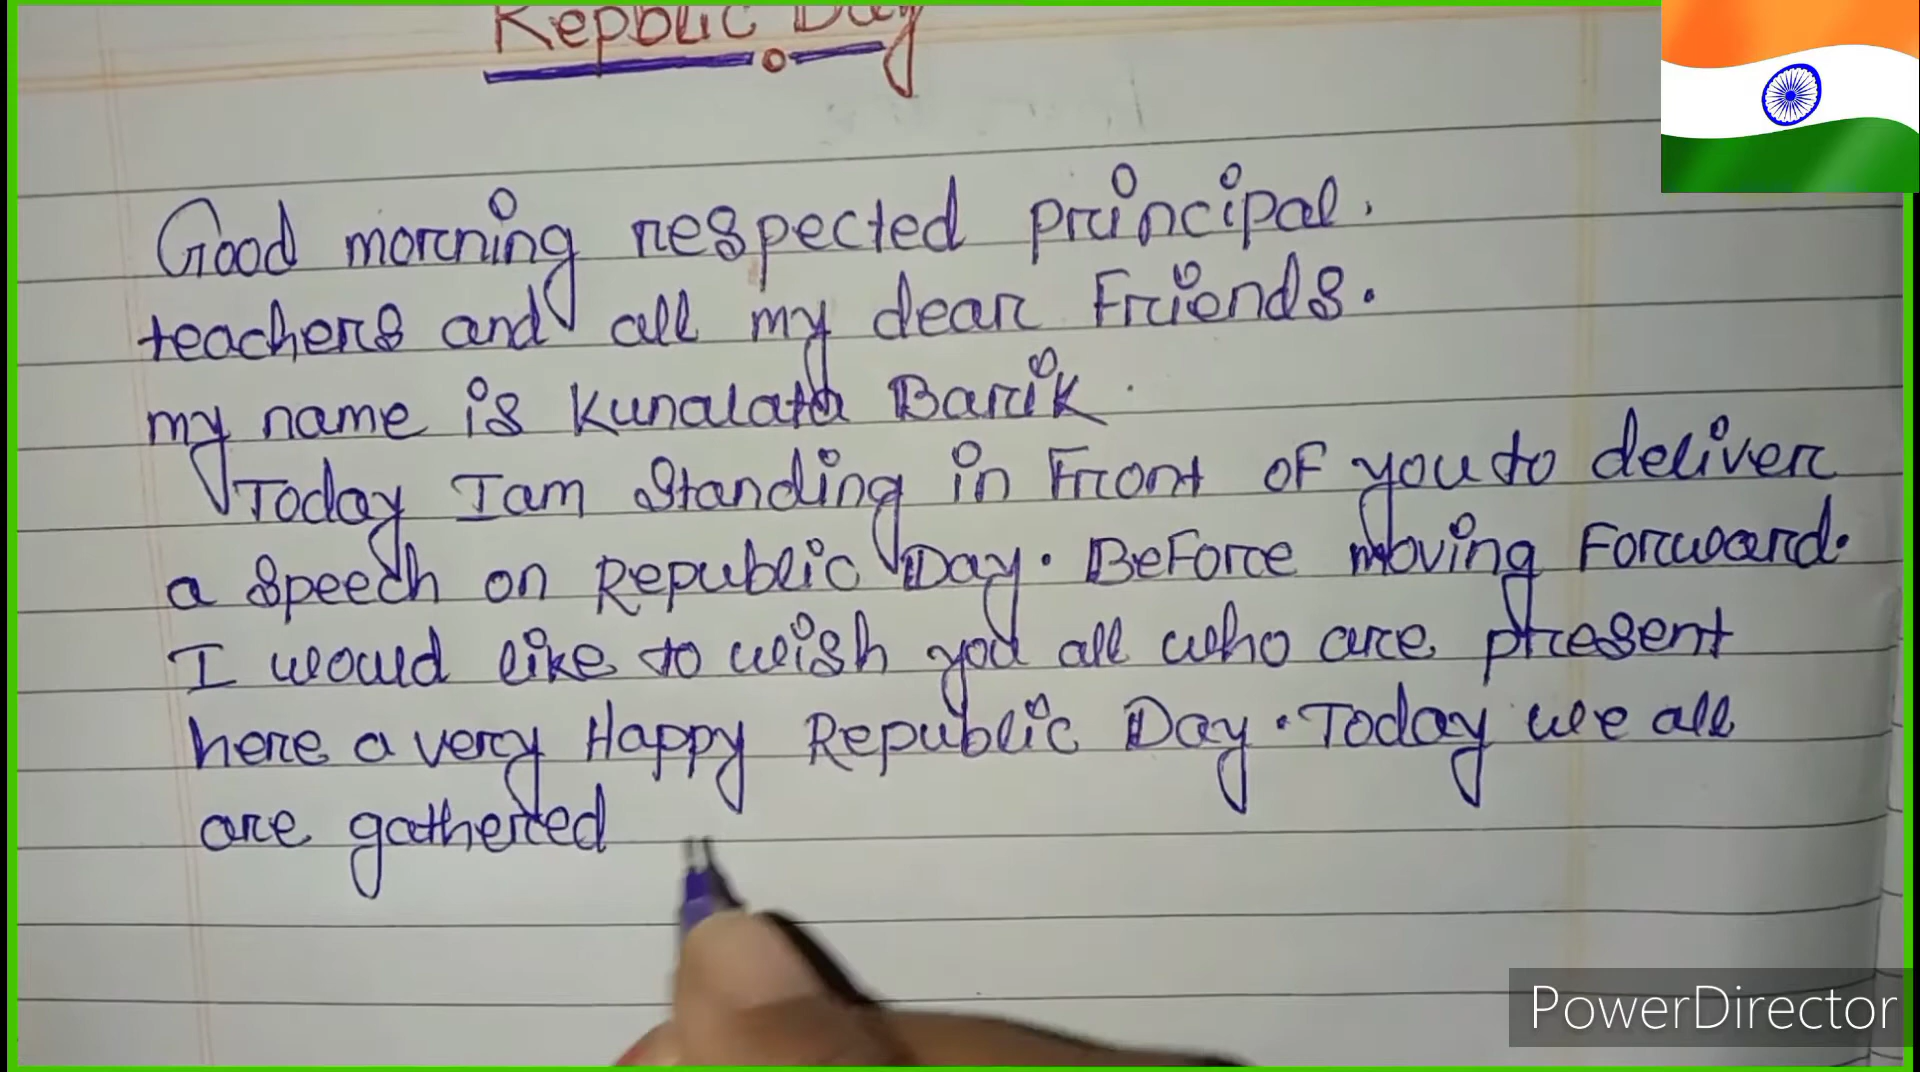 Repblic Day
Good morning respected principal.
teachers and all my dear Friends.
my name is Kunalata Barik.
Today I am Standing in Front of you to deliver
a speech on Republic Day. Before moving Forward.
I would like to wish you all who are present
here a very Happy Republic Day. Today we all
are gathered
PowerDirector